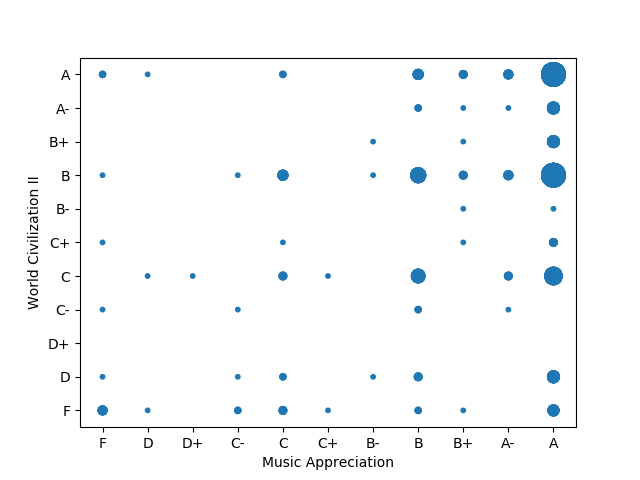 World Civilization II
A
A-
B+
B
B-
C+
C
C-
D+
D
F
F D D+ C- C C+ B- B B+ A- A
Music Appreciation